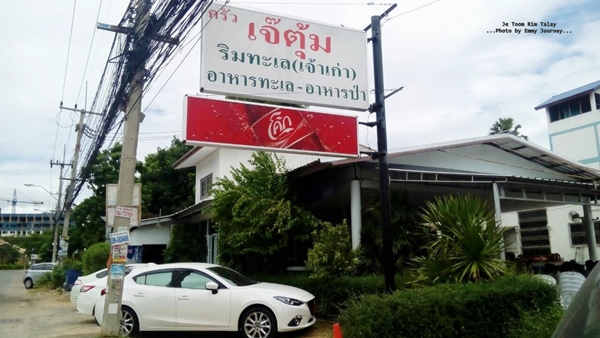 Je Toom Rim Talay
...Photo by Emmy Journey...
ครัว
เจ๊ตุ้ม
ริมทะเล(เจ้าเก่า)
อาหารทะเล-อาหารป่า
โค้ก